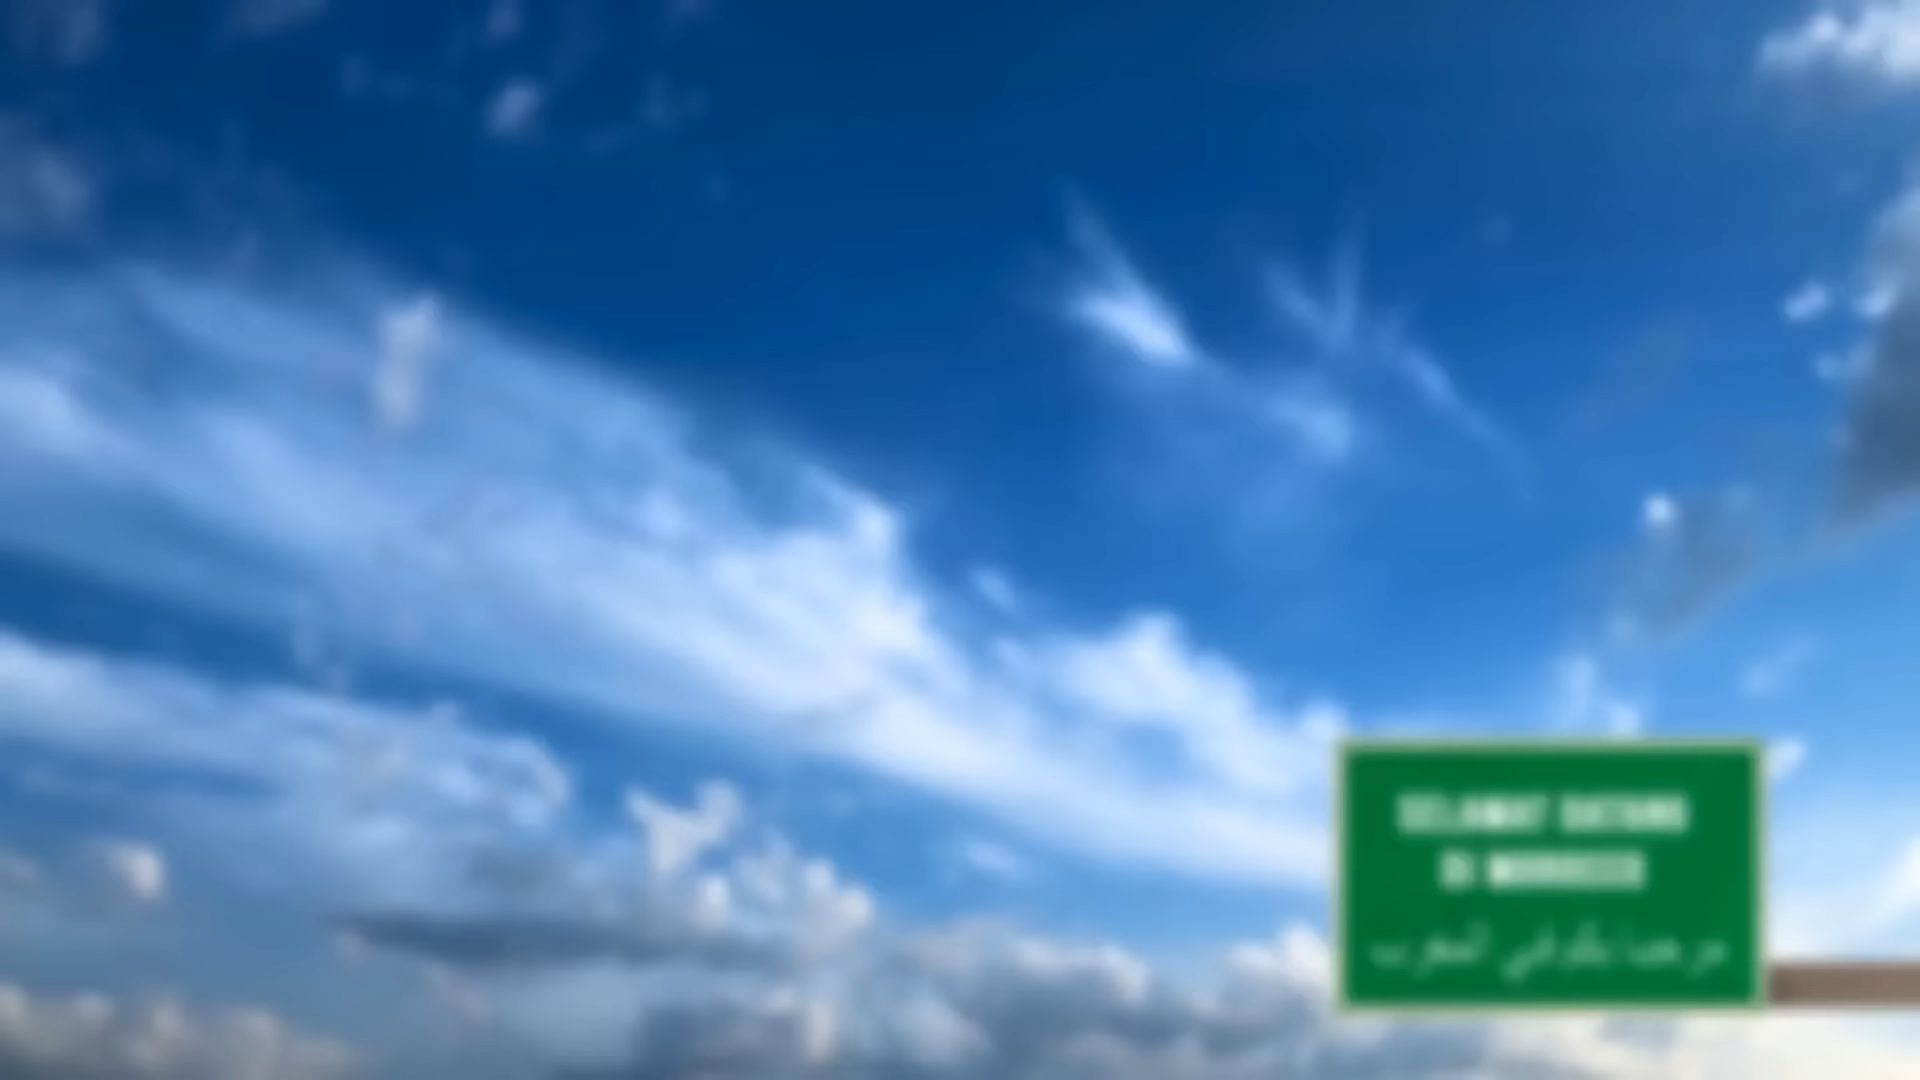 SELAMAT DATANG
DI MOROCCO
مرحبا بكم في المغرب